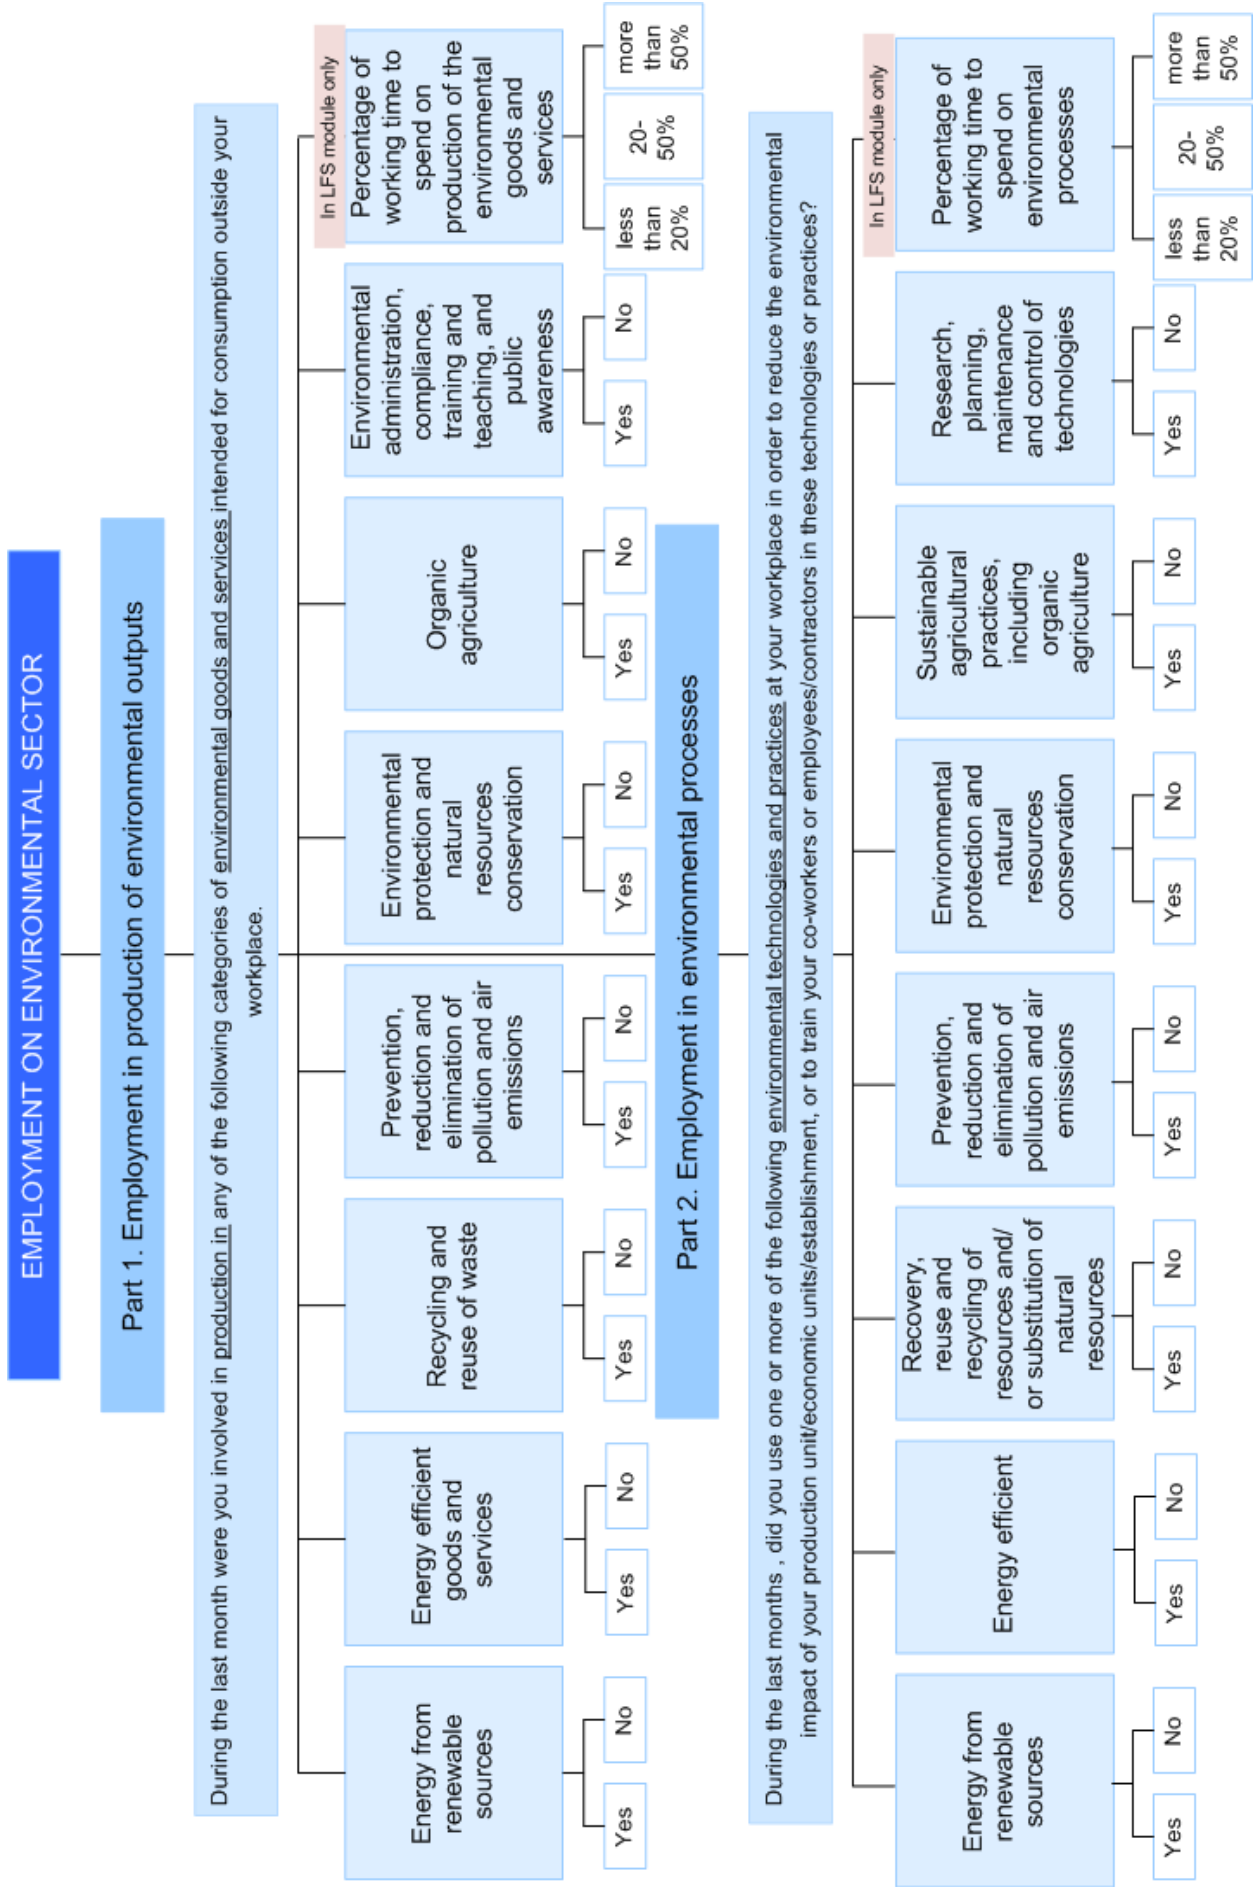 EMPLOYMENT ON ENVIRONMENTAL SECTOR
Part 1. Employment in production of environmental outputs
During the last month were you involved in production in any of the following categories of environmental goods and services intended for consumption outside your
workplace.
Energy from
renewable
sources
Yes
No
Energy efficient
goods and
services
Yes
No
Recycling and
reuse of waste
Yes
No
Prevention,
reduction and
elimination of
pollution and air
emissions
Yes
No
Environmental
protection and
natural
resources
conservation
Yes
No
Organic
agriculture
Yes
No
Environmental
administration,
compliance,
training and
teaching, and
public
awareness
Yes
No
In LFS module only
Percentage of
working time to
spend on
production of the
environmental
goods and
services
less
than
20%
20-
50%
more
than
50%
Part 2. Employment in environmental processes
During the last months , did you use one or more of the following environmental technologies and practices at your workplace in order to reduce the environmental
impact of your production unit/economic units/establishment, or to train your co-workers or employees/contractors in these technologies or practices?
Energy from
renewable
sources
Yes
No
Energy efficient
Yes
No
Recovery,
reuse and
recycling of
resources and/
or substitution of
natural
resources
Yes
No
Prevention,
reduction and
elimination of
pollution and air
emissions
Yes
No
Environmental
protection and
natural
resources
conservation
Yes
No
Sustainable
agricultural
practices,
including
organic
agriculture
Yes
No
Research,
planning,
maintenance
and control of
technologies
Yes
No
In LFS module only
Percentage of
working time to
spend on
environmental
processes
less
than
20%
20-
50%
more
than
50%